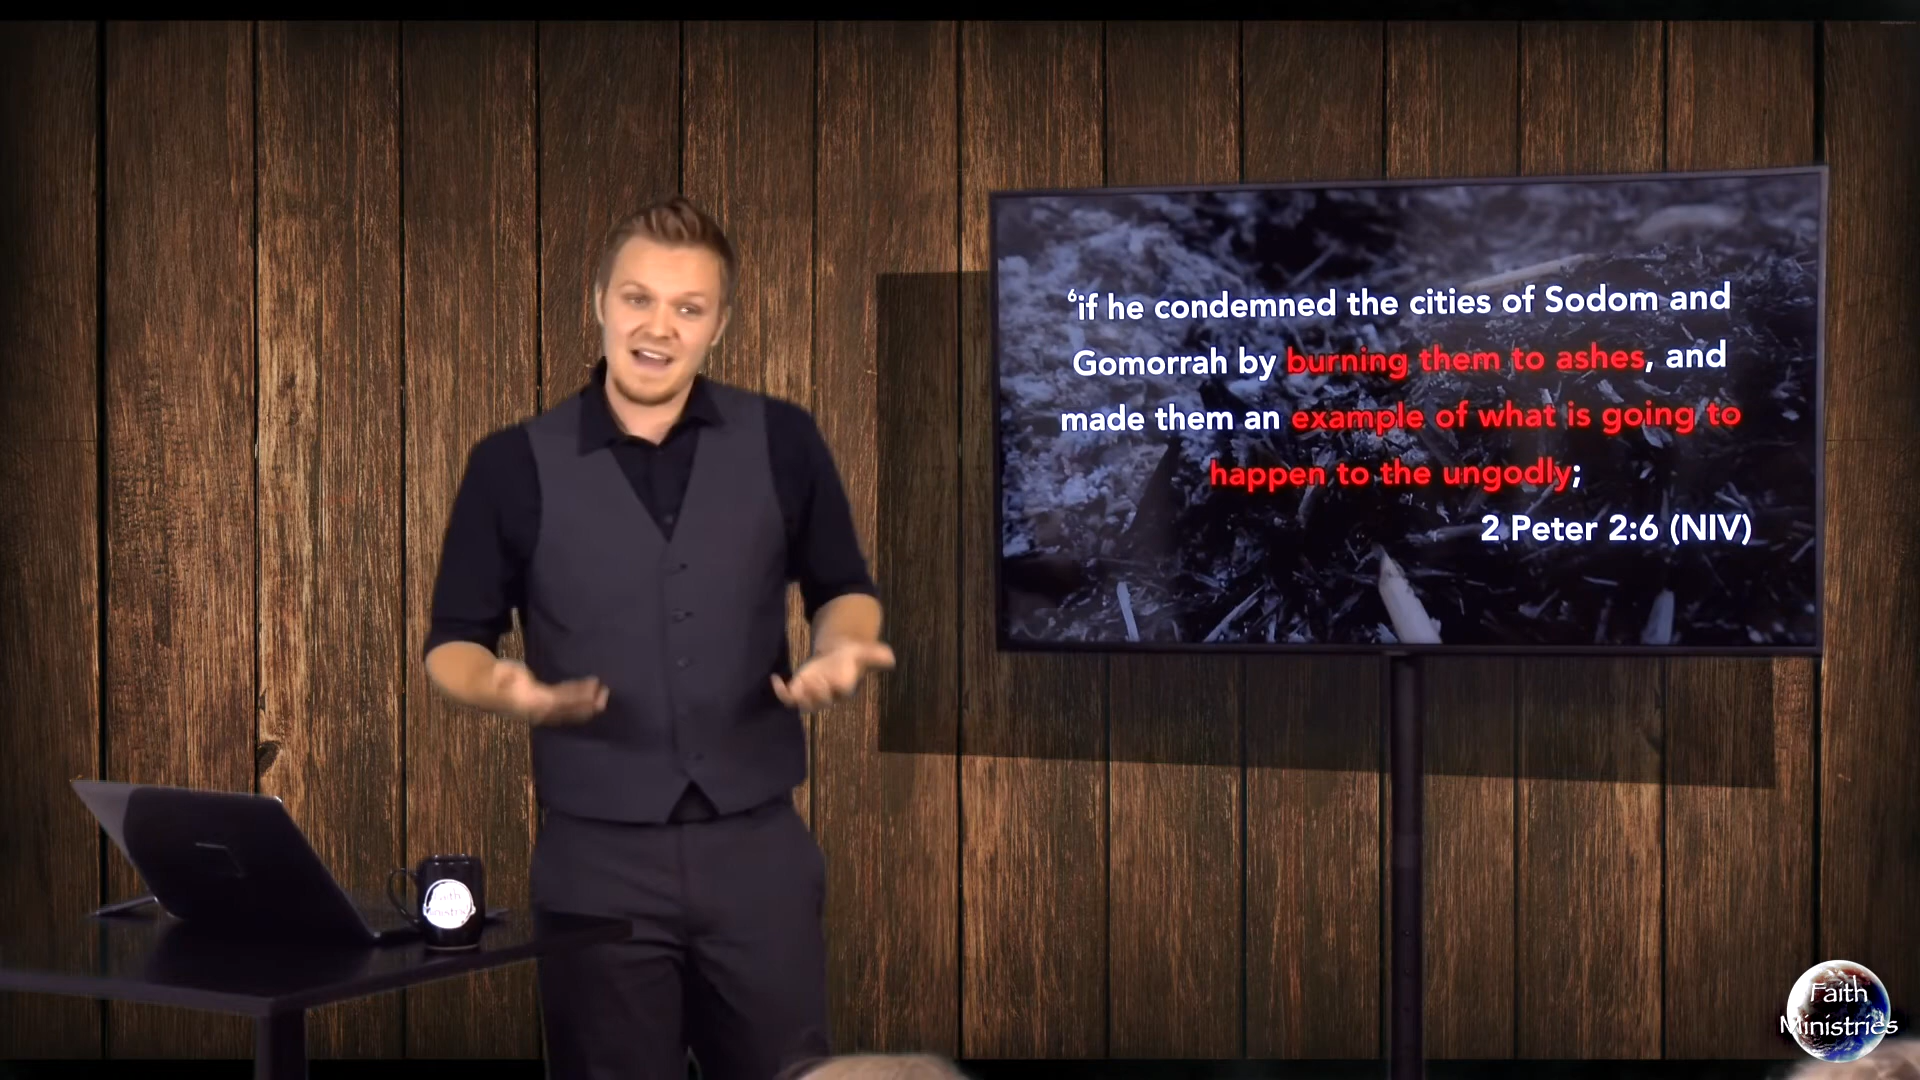 ⁶if he condemned the cities of Sodom and
Gomorrah by burning them to ashes, and
made them an example of what is going to
happen to the ungodly;
2 Peter 2:6 (NIV)
Faith
Ministries